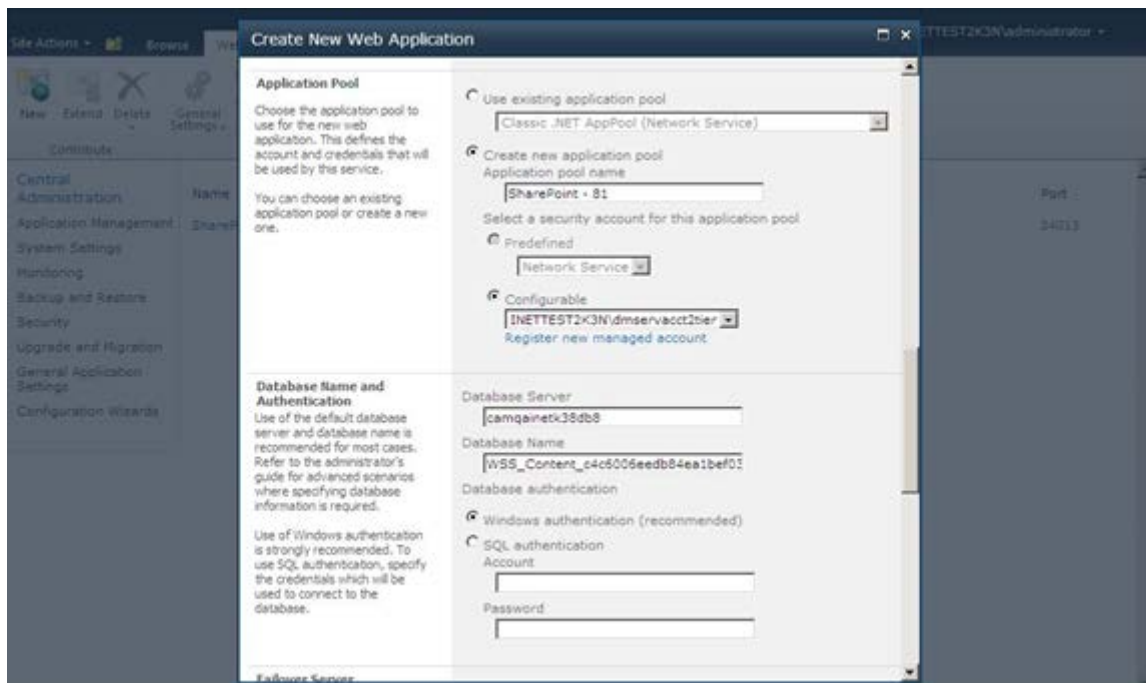 Site Actions
Browse
We
Create New Web Application
INETTEST2K3N\administrator
New
Extend
Delete
General Settings
Contribute
Central
Administration
Application Management
System Settings
Monitoring
Backup and Restore
Security
Upgrade and Migration
General Application
Settings
Configuration Wizards
Name
ShareP
Port
Application Pool
Choose the application pool to
use for the new web
application. This defines the
account and credentials that will
be used by this service.
You can choose an existing
application pool or create a new
one.
Use existing application pool
Classic .NET AppPool (Network Service)
Create new application pool
Application pool name
SharePoint - 81
Select a security account for this application pool
Predefined
Network Service
Configurable
INETTEST2K3N\dmservacct2tier
Register new managed account
Database Name and
Authentication
Use of the default database
server and database name is
recommended for most cases.
Refer to the administrator's
guide for advanced scenarios
where specifying database
information is required.
Use of Windows authentication
is strongly recommended. To
use SQL authentication, specify
the credentials which will be
used to connect to the
database.
Database Server
camqainetk38db8
Database Name
WSS_Content_c4c6006eedb84ea1bef03
Database authentication
Windows authentication (recommended)
SQL authentication
Account
Password
Failover Server